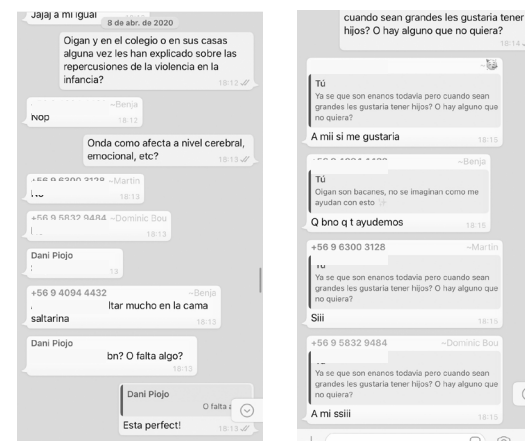 Jajaj a mi igual
8 de abr. de 2020
Oigan y en el colegio o en sus casas
alguna vez les han explicado sobre las
repercusiones de la violencia en la
infancia?
18:12
~Benja
Nop
18:12
Onda como afecta a nivel cerebral,
emocional, etc?
18:13
+56 9 6300 3128 ~Martin
18:13
+56 9 5832 9484 ~Dominic Bou
18:13
Dani Piojo
+56 9 4094 4432 ~Benja
ltar mucho en la cama
saltarina
18:13
Dani Piojo
bn? O falta algo?
18:13
Dani Piojo
O falta
Esta perfect!
18:13
cuando sean grandes les gustaria tener
hijos? O hay alguno que no quiera?
18:14
Tú
Ya se que son enanos todavia pero cuando sean
grandes les gustaria tener hijos? O hay alguno que
no quiera?
A mii si me gustaria
18:15
~Benja
Tú
Oigan son bacanes, no se imaginan como me
ayudan con esto
Q bno q t ayudemos
18:15
+56 9 6300 3128 ~Martin
Ya se que son enanos todavia pero cuando sean
grandes les gustaria tener hijos? O hay alguno que
no quiera?
Siii
18:15
+56 9 5832 9484 ~Dominic Bou
Ya se que son enanos todavia pero cuando sean
grandes les gustaria tener hijos? O hay alguno que
no quiera?
A mi ssiii
18:15